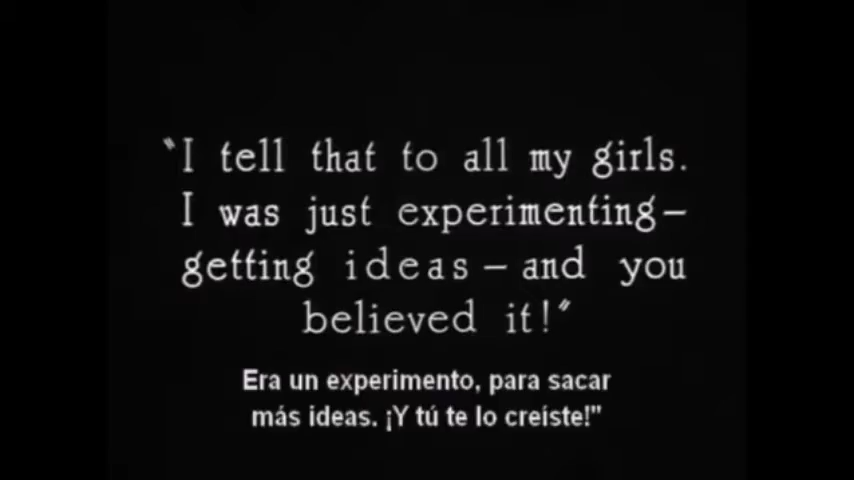 "I tell that to all my girls.
I was just experimenting—
getting ideas — and you
believed it!"
Era un experimento, para sacar
más ideas. ¡Y tú te lo creíste!"